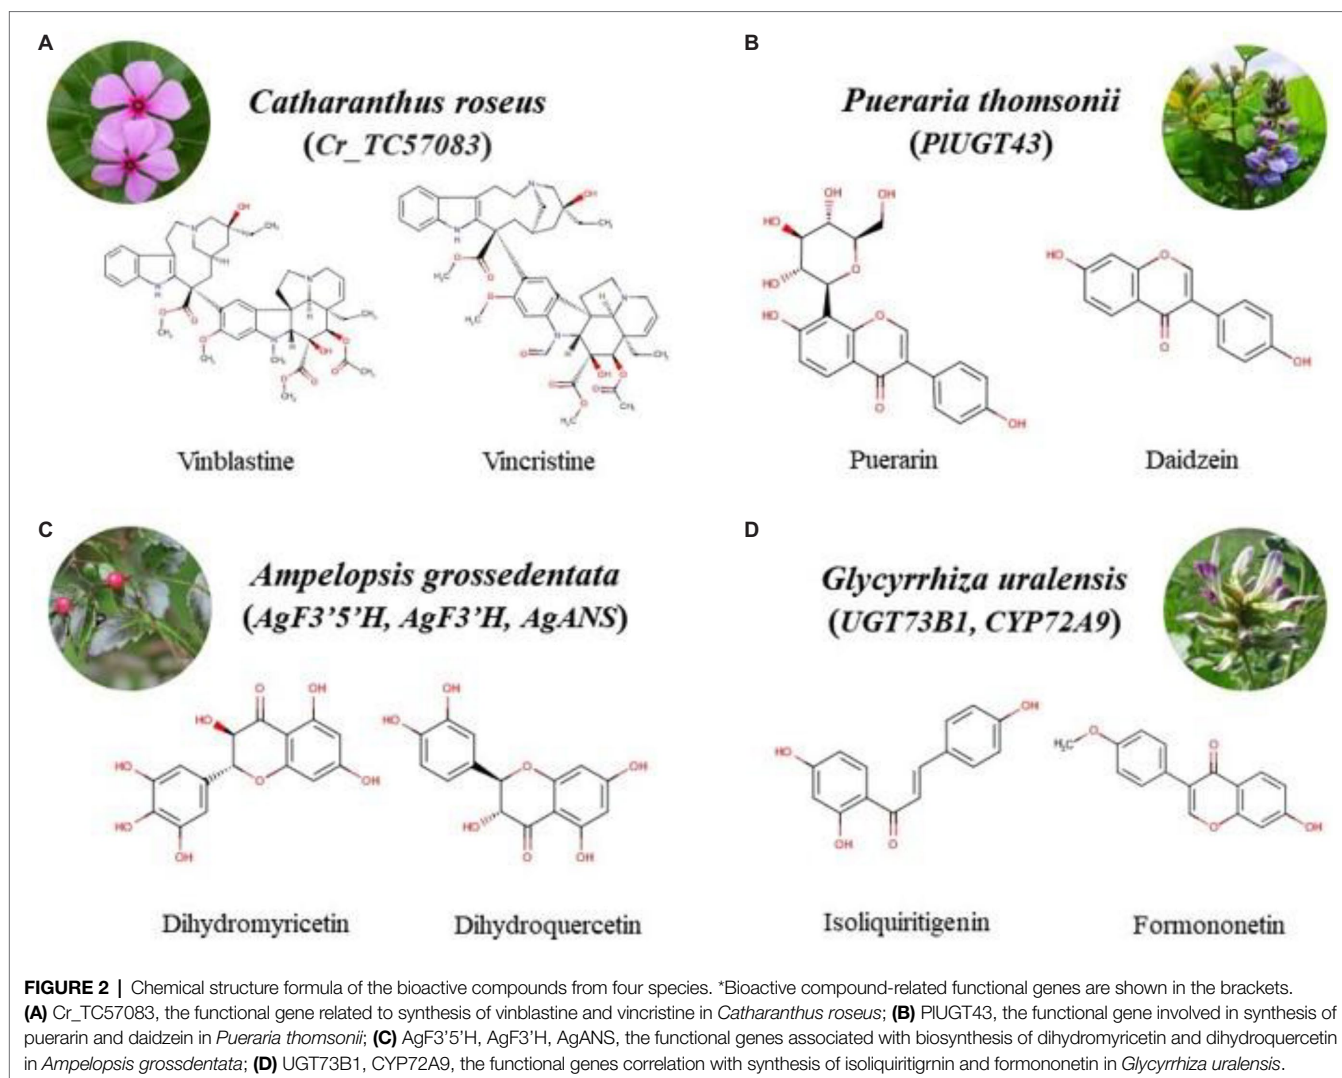 A
Catharanthus roseus
(Cr_TC57083)
Vinblastine
Vincristine
B
Pueraria thomsonii
(PlUGT43)
Puerarin
Daidzein
C
Ampelopsis grossedentata
(AgF3’5’H, AgF3’H, AgANS)
Dihydromyricetin
Dihydroquercetin
D
Glycyrrhiza uralensis
(UGT73B1, CYP72A9)
Isoliquiritigenin
Formononetin
FIGURE 2 | Chemical structure formula of the bioactive compounds from four species. *Bioactive compound-related functional genes are shown in the brackets.
(A) Cr_TC57083, the functional gene related to synthesis of vinblastine and vincristine in Catharanthus roseus; (B) PlUGT43, the functional gene involved in synthesis of
puerarin and daidzein in Pueraria thomsonii; (C) AgF3’5’H, AgF3’H, AgANS, the functional genes associated with biosynthesis of dihydromyricetin and dihydroquercetin
in Ampelopsis grossdentata; (D) UGT73B1, CYP72A9, the functional genes correlation with synthesis of isoliquiritigrnin and formononetin in Glycyrrhiza uralensis.